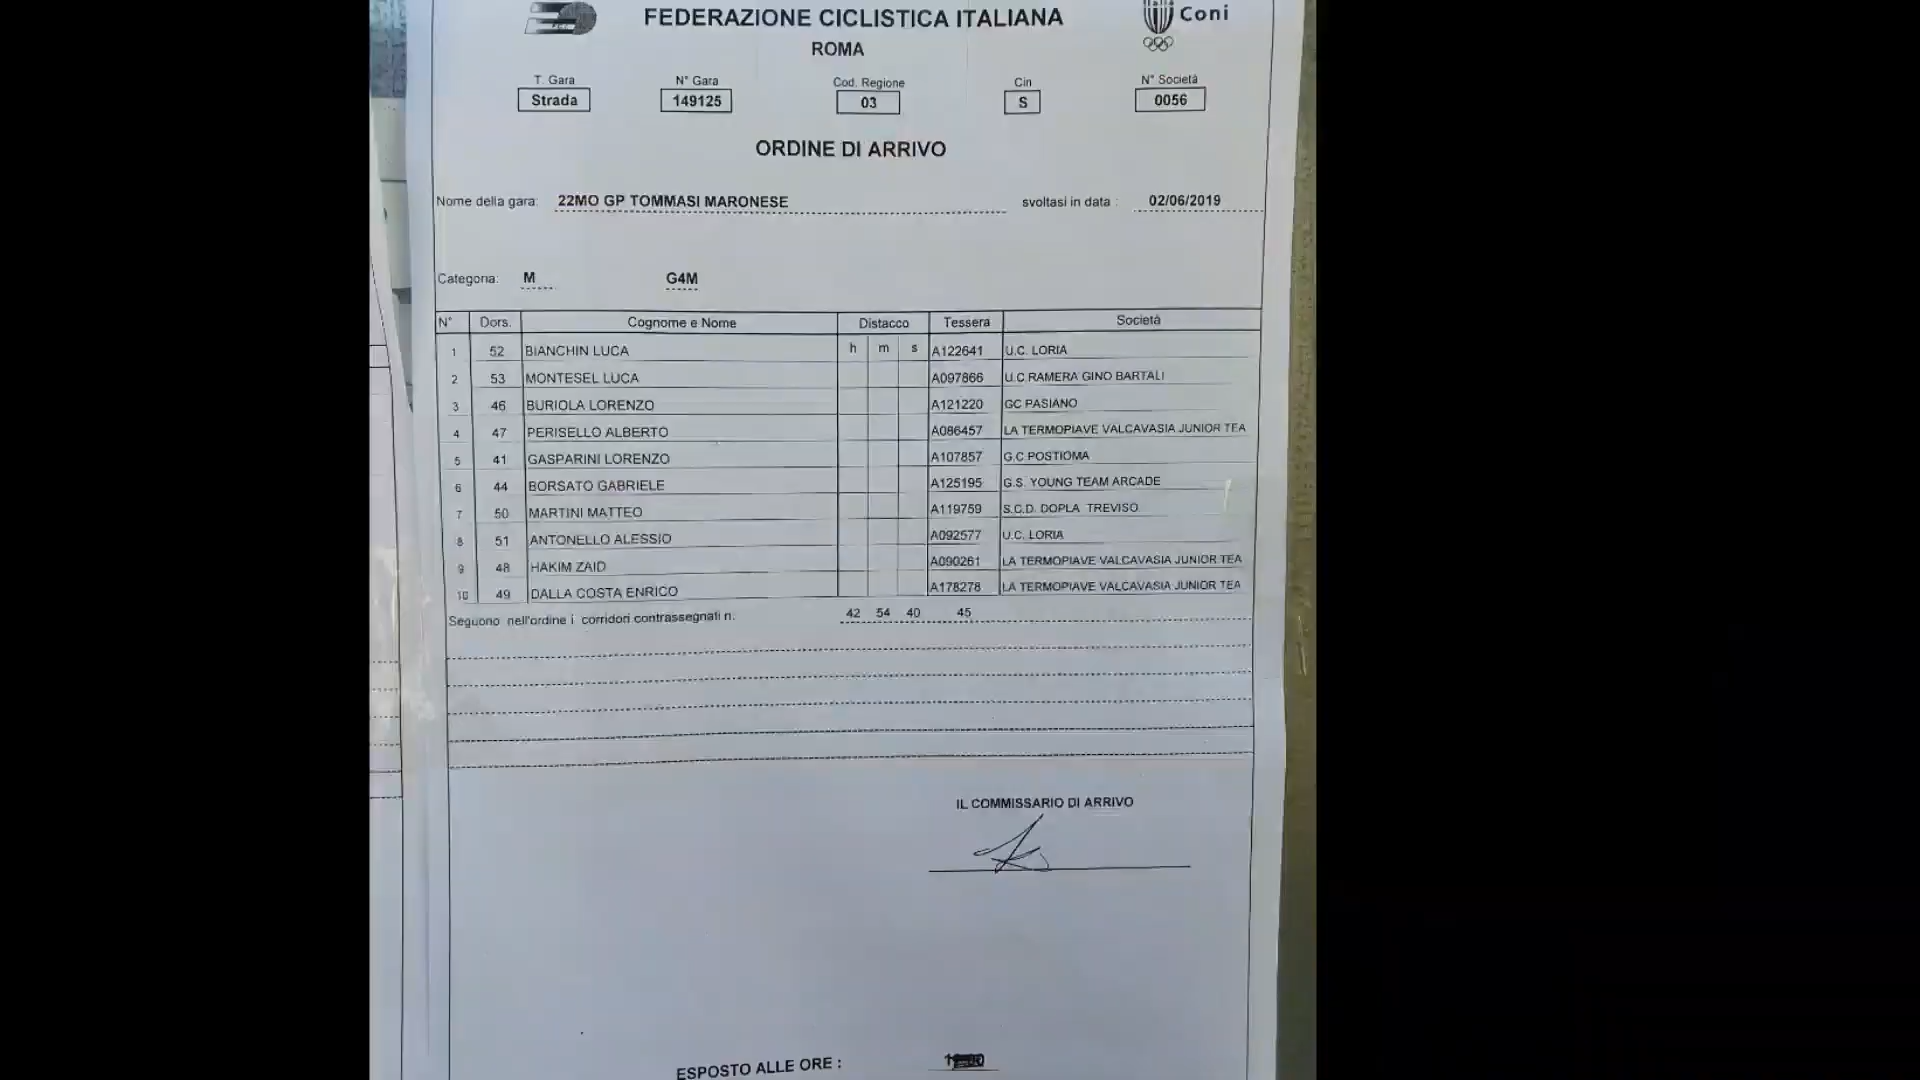 FEDERAZIONE CICLISTICA ITALIANA
Coni
ROMA
T. Gara N° Gara Cod. Regione Cin N° Società
Strada 149125 03 S 0056
ORDINE DI ARRIVO
Nome della gara: 22MO GP TOMMASI MARONESE svoltasi in data : 02/06/2019
Categoria: M G4M
N° Dors. Cognome e Nome Distacco Tessera Società
h m s
1 52 BIANCHIN LUCA A122641 U.C. LORIA
2 53 MONTESEL LUCA A097866 U.C RAMERA GINO BARTALI
3 46 BURIOLA LORENZO A121220 GC PASIANO
4 47 PERISELLO ALBERTO A086457 LA TERMOPIAVE VALCAVASIA JUNIOR TEA
5 41 GASPARINI LORENZO A107857 G.C POSTIOMA
6 44 BORSATO GABRIELE A125195 G.S. YOUNG TEAM ARCADE
7 50 MARTINI MATTEO A119759 S.C.D. DOPLA TREVISO
8 51 ANTONELLO ALESSIO A092577 U.C. LORIA
9 48 HAKIM ZAID A090261 LA TERMOPIAVE VALCAVASIA JUNIOR TEA
10 49 DALLA COSTA ENRICO A178278 LA TERMOPIAVE VALCAVASIA JUNIOR TEA
Seguono nell'ordine i corridori contrassegnati n. 42 54 40 45
IL COMMISSARIO DI ARRIVO
ESPOSTO ALLE ORE :